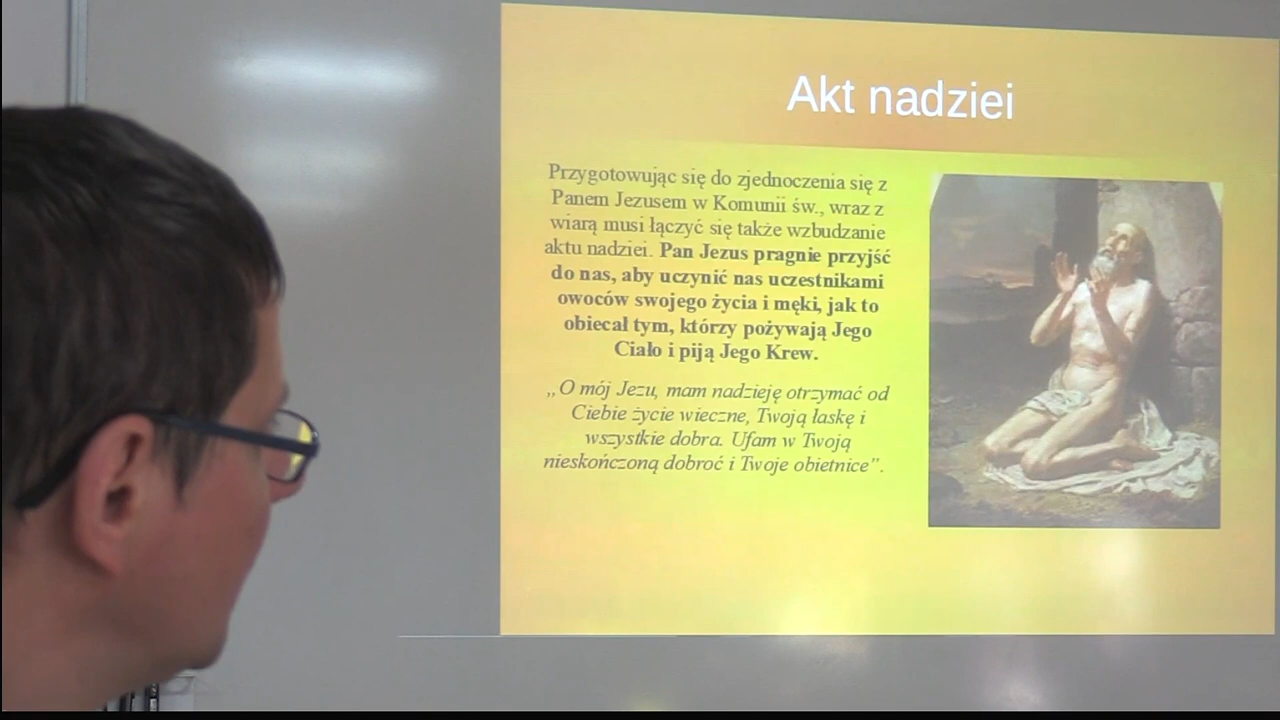 Akt nadziei
Przygotowując się do zjednoczenia się z
Panem Jezusem w Komunii św., wraz z
wiarą musi łączyć się także wzbudzanie
aktu nadziei. Pan Jezus pragnie przyjść
do nas, aby uczynić nas uczestnikami
owoców swojego życia i męki, jak to
obiecał tym, którzy pożywają Jego
Ciało i piją Jego Krew.
„O mój Jezu, mam nadzieję otrzymać od
Ciebie życie wieczne, Twoją łaskę i
wszystkie dobra. Ufam w Twoją
nieskończoną dobroć i Twoje obietnice”.